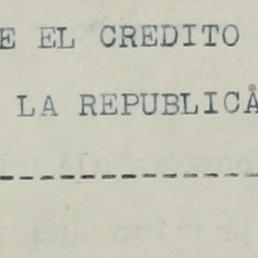 E EL CREDITO
LA REPUBLICA
--------------